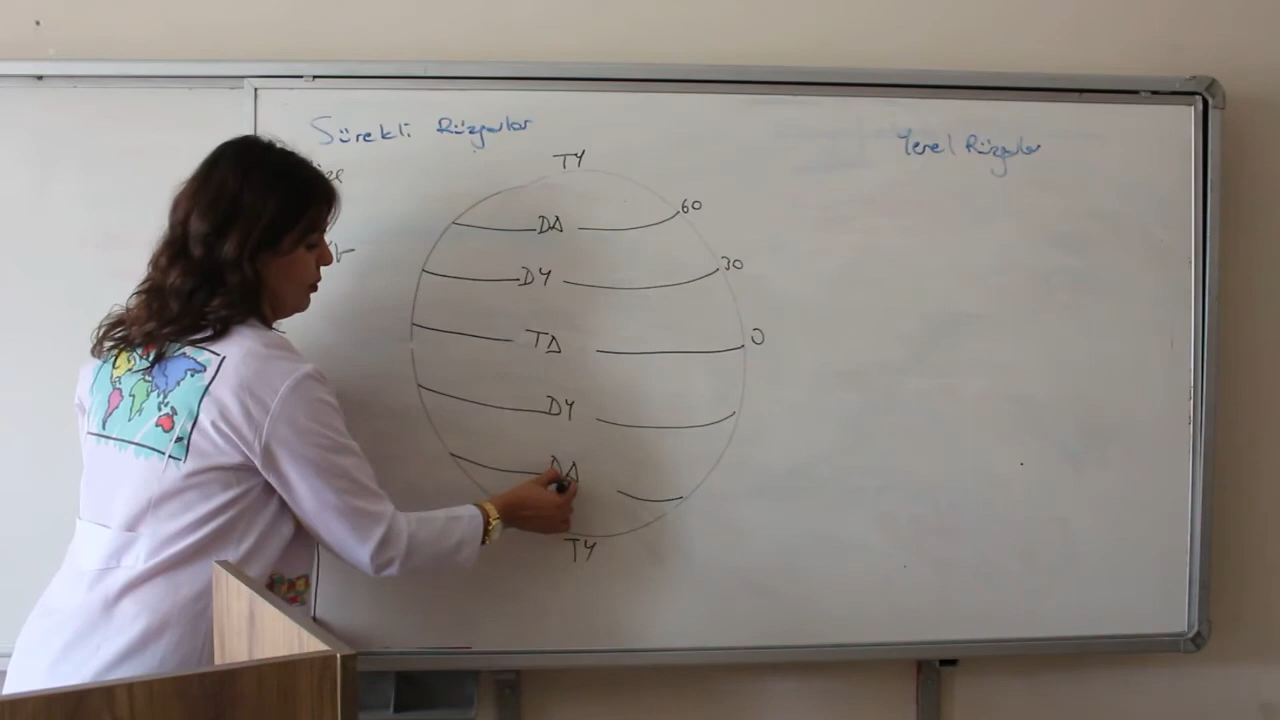 Sürekli Rüzgarlar
Yerel Rüzgarlar
TY
60
DA
30
DY
0
TA
DY
DA
TY